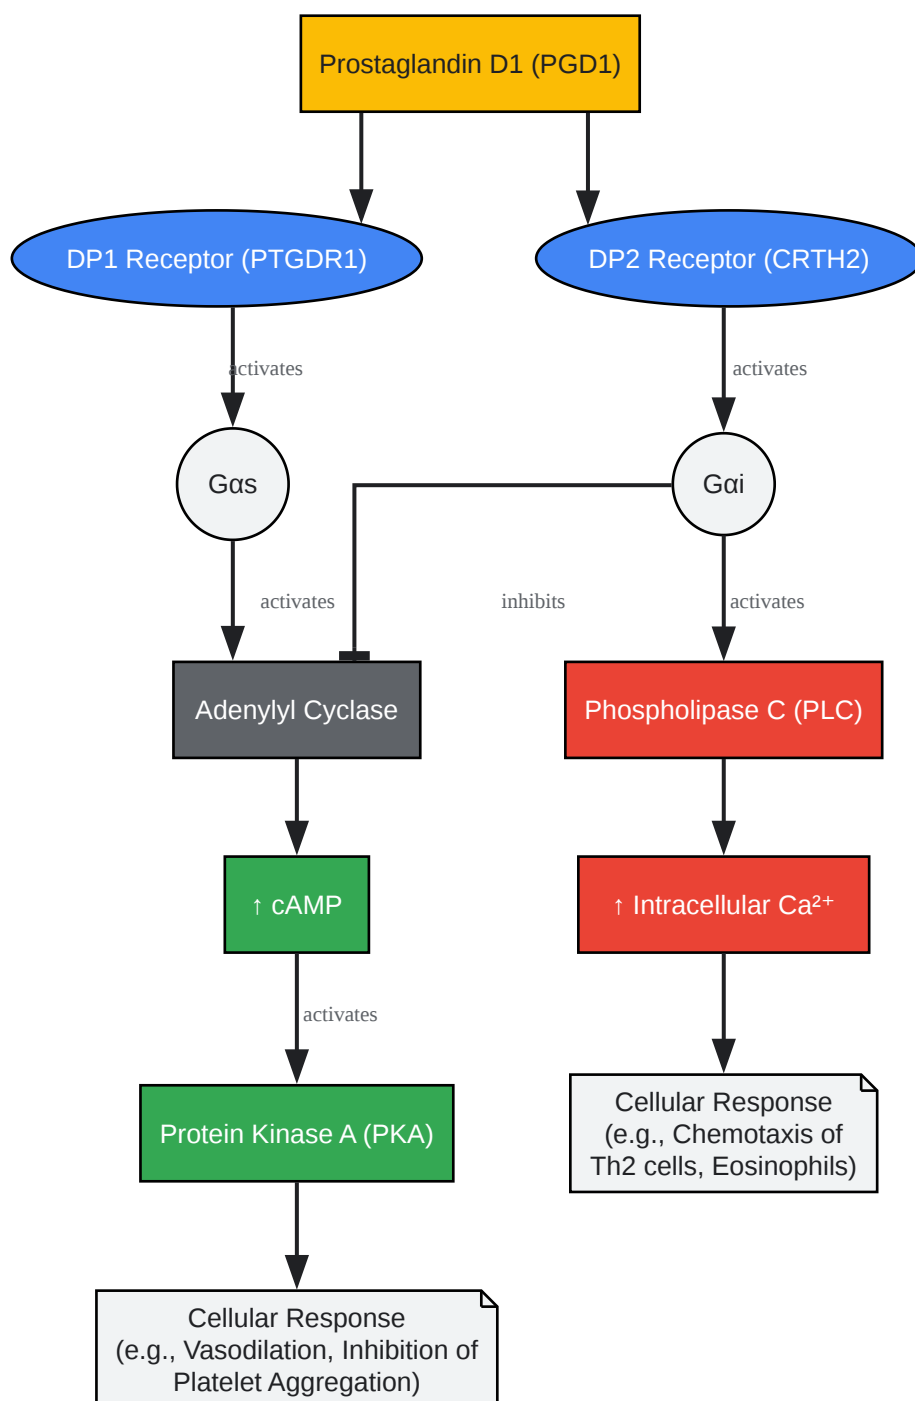 Prostaglandin D1 (PGD1)
DP1 Receptor (PTGDR1)
DP2 Receptor (CRTH2)
activates
activates
Gαs
Gαi
activates
inhibits
activates
Adenylyl Cyclase
Phospholipase C (PLC)
↑ cAMP
↑ Intracellular Ca²⁺
activates
Protein Kinase A (PKA)
Cellular Response
(e.g., Chemotaxis of
Th2 cells, Eosinophils)
Cellular Response
(e.g., Vasodilation, Inhibition of
Platelet Aggregation)